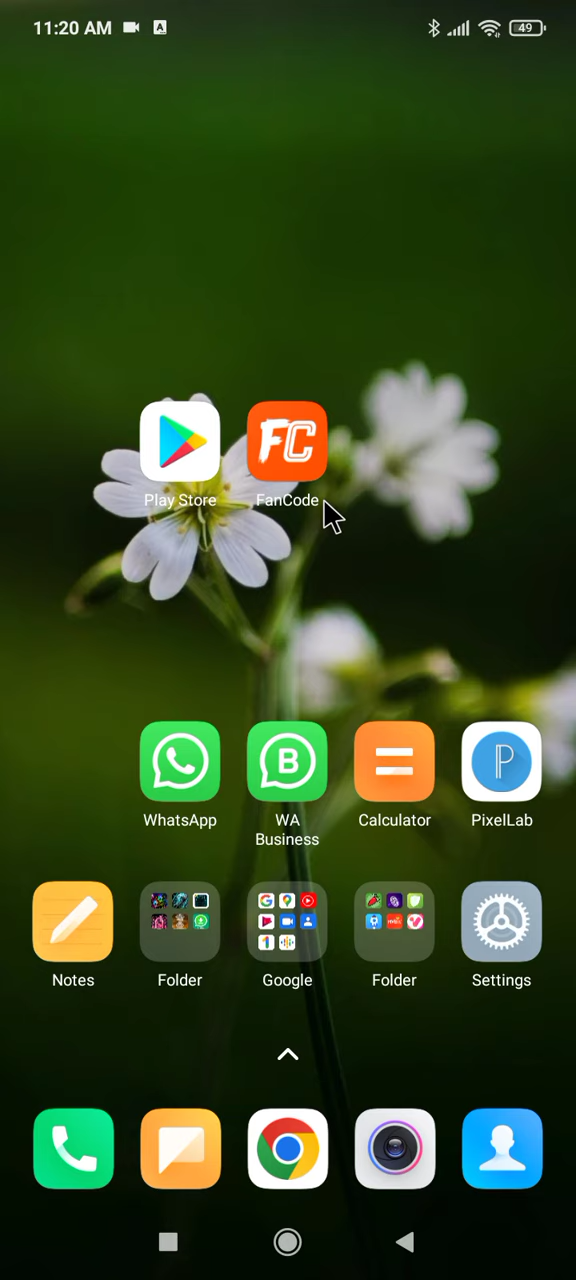 11:20 AM A 49
FC
Play Store FanCode
B
P
WhatsApp WA Business Calculator PixelLab
Notes Folder Google Folder Settings